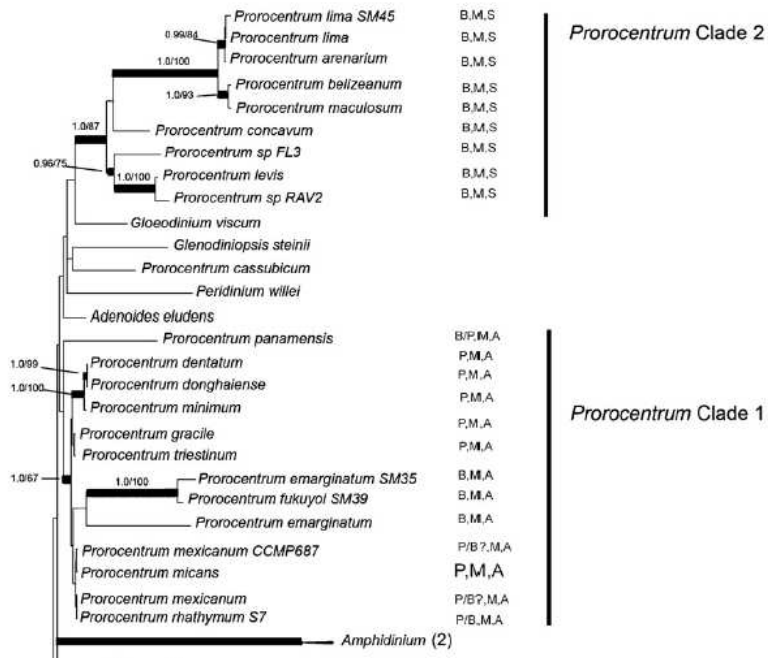 Prorocentrum lima SM45 B,M,S
0.99/84
Prorocentrum lima B,M,S
Prorocentrum Clade 2
Prorocentrum arenarium B,M,S
1.0/100
Prorocentrum belizeanum B,M,S
1.0/93
Prorocentrum maculosum B,M,S
1.0/87
Prorocentrum concavum B,M,S
Prorocentrum sp FL3 B,M,S
0.96/75
1.0/100
Prorocentrum levis B,M,S
Prorocentrum sp RAV2 B,M,S
Gloeodinium viscum
Glenodiniopsis steinii
Prorocentrum cassubicum
Peridinium willei
Adenoides eludens
Prorocentrum panamensis B/P,M,A
1.0/99
Prorocentrum dentatum P,M,A
1.0/100
Prorocentrum donghaiense P,M,A
Prorocentrum minimum P,M,A
Prorocentrum Clade 1
Prorocentrum gracile P,M,A
Prorocentrum triestinum P,M,A
1.0/67
1.0/100
Prorocentrum emarginatum SM35 B,M,A
Prorocentrum fukuyoi SM39 B,M,A
Prorocentrum emarginatum B,M,A
Prorocentrum mexicanum CCMP687 P/B?,M,A
Prorocentrum micans P,M,A
Prorocentrum mexicanum P/B?,M,A
Prorocentrum rhathymum S7 P/B,M,A
Amphidinium (2)